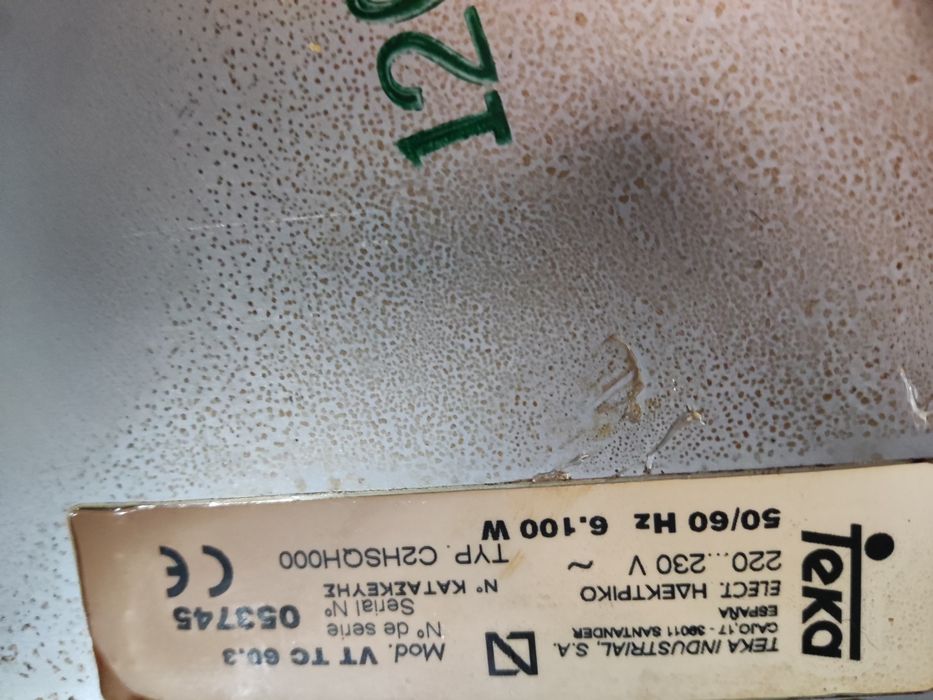 Teka
TEKA INDUSTRIAL, S.A.
CAJO,17 - 39011 SANTANDER
ESPAÑA
ELECT. ΗΛΕΚΤΡΙΚΟ
220...230 V ~
50/60 Hz 6.100 W
Mod. VT TC 60.3
Nº de serie
Serial Nº 053745
Nº ΚΑΤΑΣΚΕΥΗΣ
TYP. C2HSQH000
CE